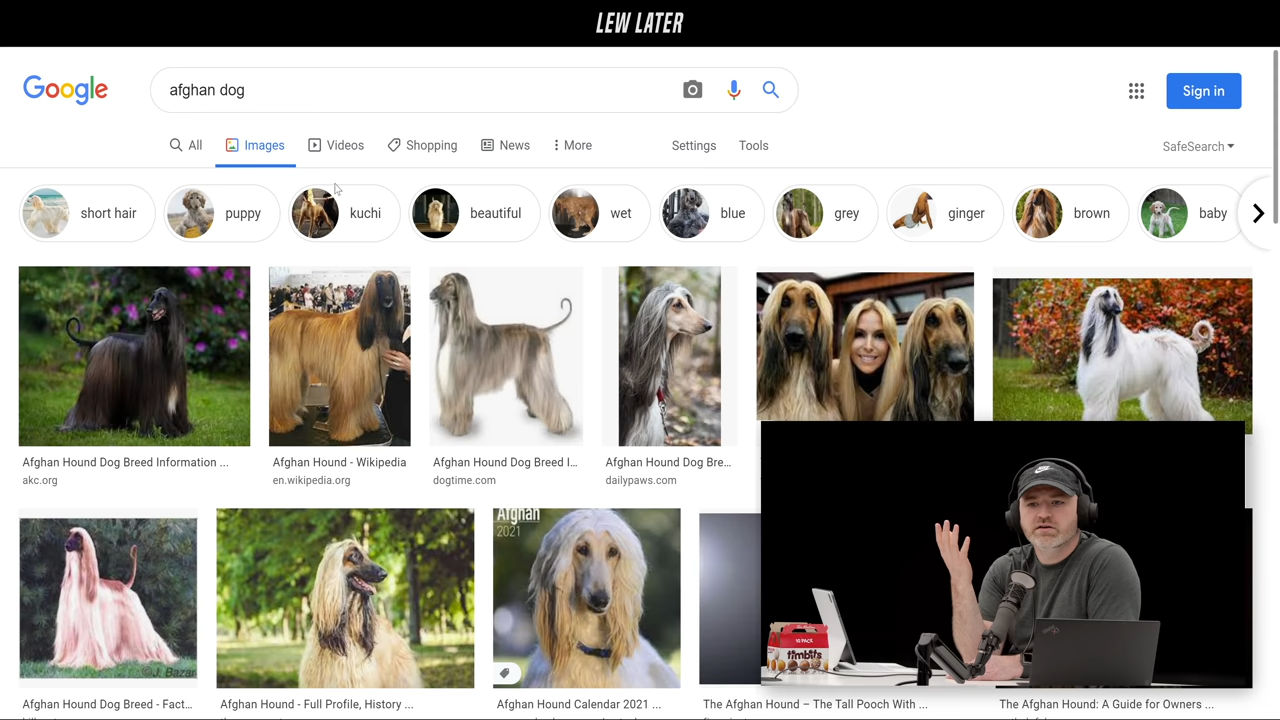 LEW LATER
Google
afghan dog
Sign in
All
Images
Videos
Shopping
News
More
Settings
Tools
SafeSearch
short hair
puppy
kuchi
beautiful
wet
blue
grey
ginger
brown
baby
Afghan Hound Dog Breed Information ...
akc.org
Afghan Hound - Wikipedia
en.wikipedia.org
Afghan Hound Dog Breed I...
dogtime.com
Afghan Hound Dog Bre...
dailypaws.com
Afghan
2021
© J. Bazar
10 PACK
timbits
Afghan Hound Dog Breed - Fact...
Afghan Hound - Full Profile, History ...
Afghan Hound Calendar 2021 ...
The Afghan Hound – The Tall Pooch With ...
The Afghan Hound: A Guide for Owners ...